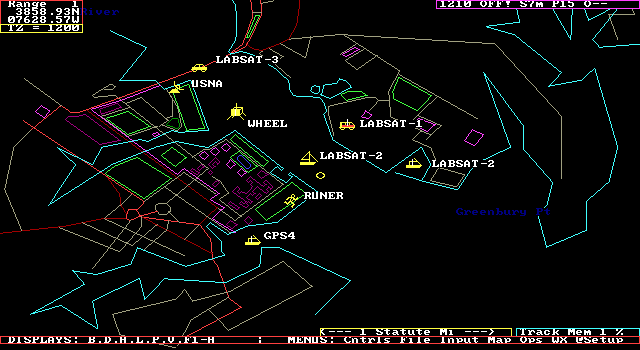 Range 1
3858.93N
07628.57W
TZ = 1200
River
1210 OFF! S7m P15 0--
LABSAT-3
USNA
WHEEL
LABSAT-1
LABSAT-2
LABSAT-2
RUNER
Greenbury Pt
GPS4
<--- 1 Statute Mi --->
Track Mem 1 %
DISPLAYS: B.D.A.L.P.V.F1-H : MENUS: Cntrls File Input Map Ops WX @Setup